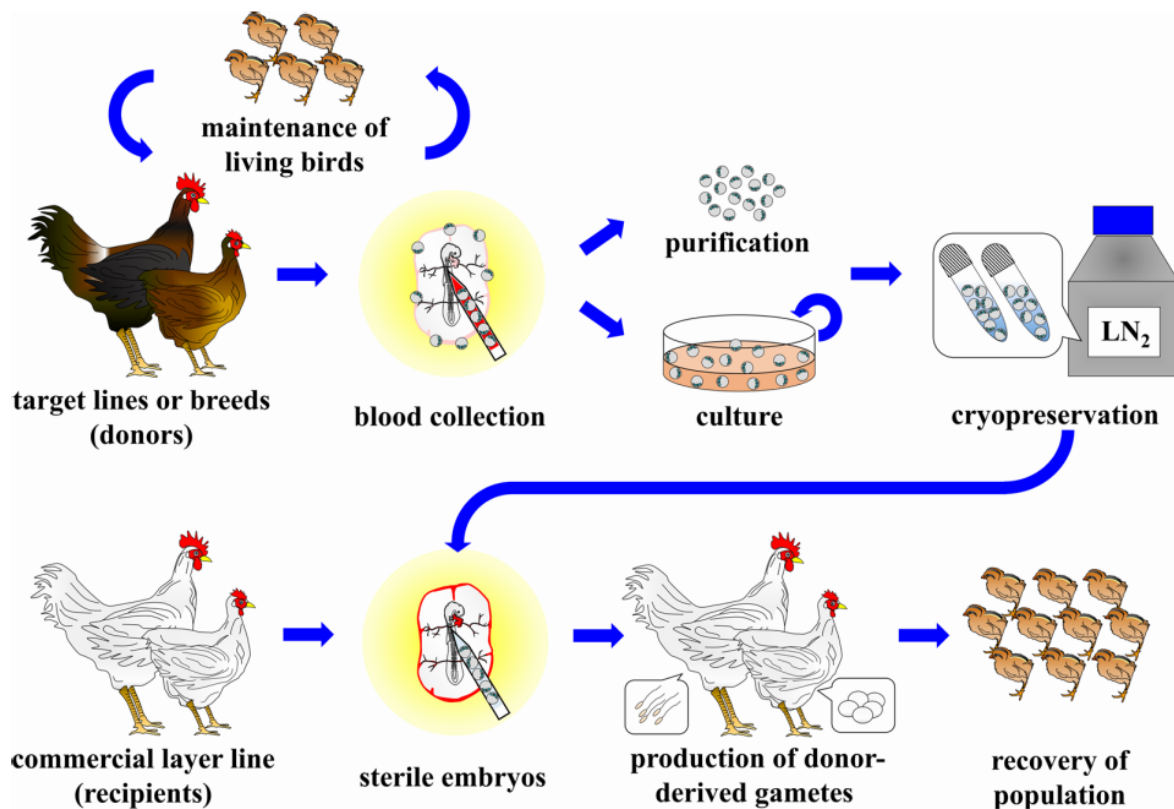 maintenance of
living birds
purification
LN₂
target lines or breeds
(donors)
blood collection
culture
cryopreservation
commercial layer line
(recipients)
sterile embryos
production of donor-
derived gametes
recovery of
population